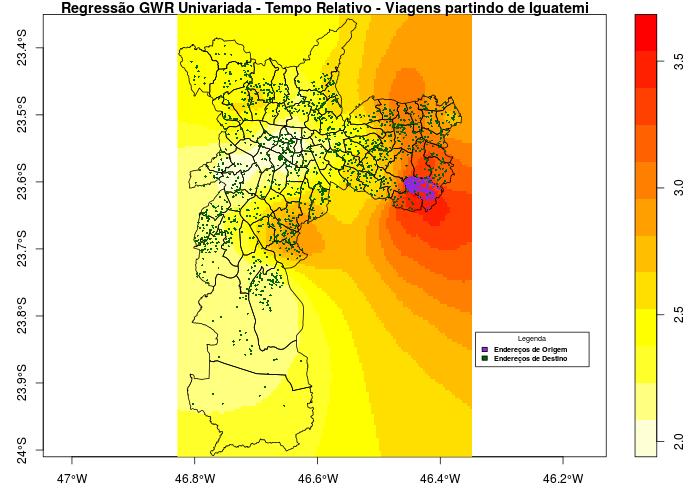 Regressão GWR Univariada - Tempo Relativo - Viagens partindo de Iguatemi
23.4°S
23.5°S
23.6°S
23.7°S
23.8°S
23.9°S
24°S
47°W
46.8°W
46.6°W
46.4°W
46.2°W
Legenda
Endereços de Origem
Endereços de Destino
3.5
3.0
2.5
2.0